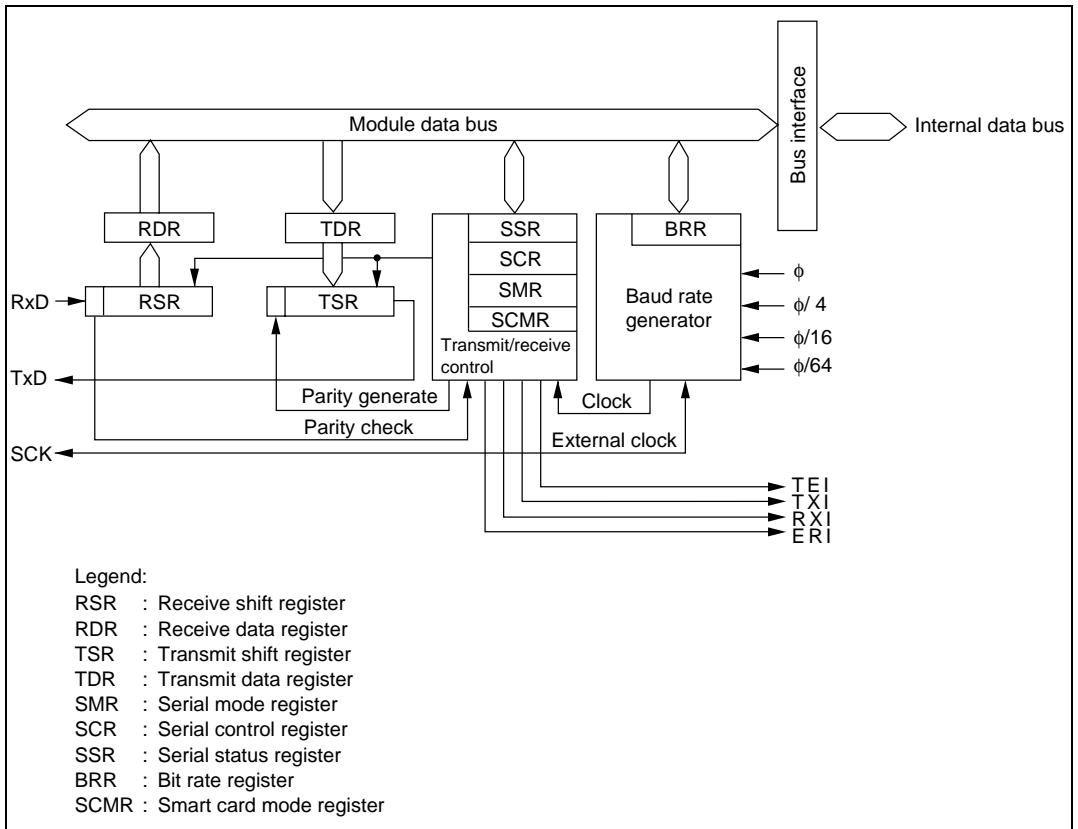 Bus interface
Module data bus
Internal data bus
RDR
TDR
SSR
BRR
SCR
SMR
SCMR
Transmit/receive
control
Baud rate
generator
RxD
RSR
TSR
ϕ
ϕ/ 4
ϕ/16
ϕ/64
TxD
Parity generate
Clock
Parity check
External clock
SCK
TEI
TXI
RXI
ERI
Legend:
RSR : Receive shift register
RDR : Receive data register
TSR : Transmit shift register
TDR : Transmit data register
SMR : Serial mode register
SCR : Serial control register
SSR : Serial status register
BRR : Bit rate register
SCMR : Smart card mode register